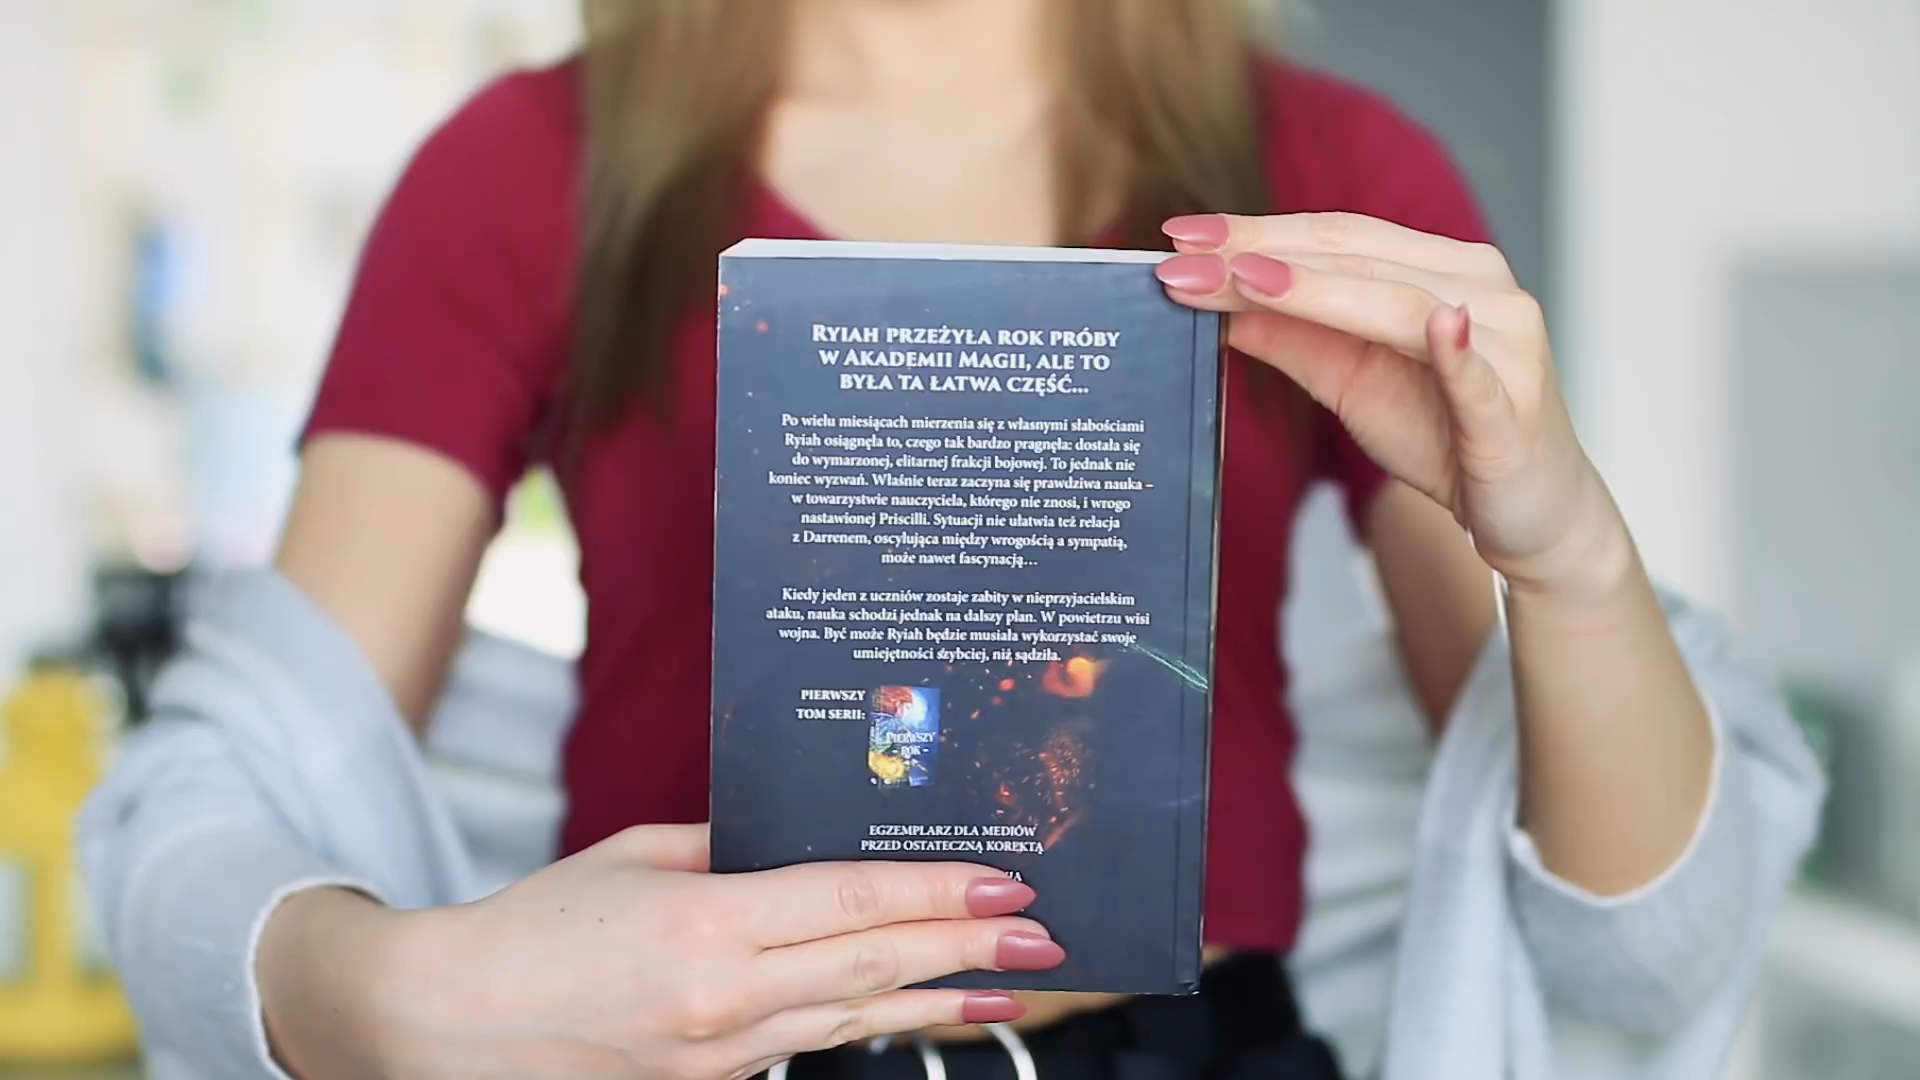 Ryiah przeżyła rok próby
w Akademii Magii, ale to
była ta łatwa część...
Po wielu miesiącach mierzenia się z własnymi słabościami
Ryiah osiągnęła to, czego tak bardzo pragnęła: dostała się
do wymarzonej, elitarnej frakcji bojowej. To jednak nie
koniec wyzwań. Właśnie teraz zaczyna się prawdziwa nauka –
w towarzystwie nauczyciela, którego nie znosi, i wrogo
nastawionej Priscilli. Sytuacji nie ułatwia też relacja
z Darrenem, oscylująca między wrogością a sympatią,
może nawet fascynacją…
Kiedy jeden z uczniów zostaje zabity w nieprzyjacielskim
ataku, nauka schodzi jednak na dalszy plan. W powietrzu wisi
wojna. Być może Ryiah będzie musiała wykorzystać swoje
umiejętności szybciej, niż sądziła.
PIERWSZY
TOM SERII:
PIERWSZY
- ROK -
EGZEMPLARZ DLA MEDIÓW
PRZED OSTATECZNĄ KOREKTĄ